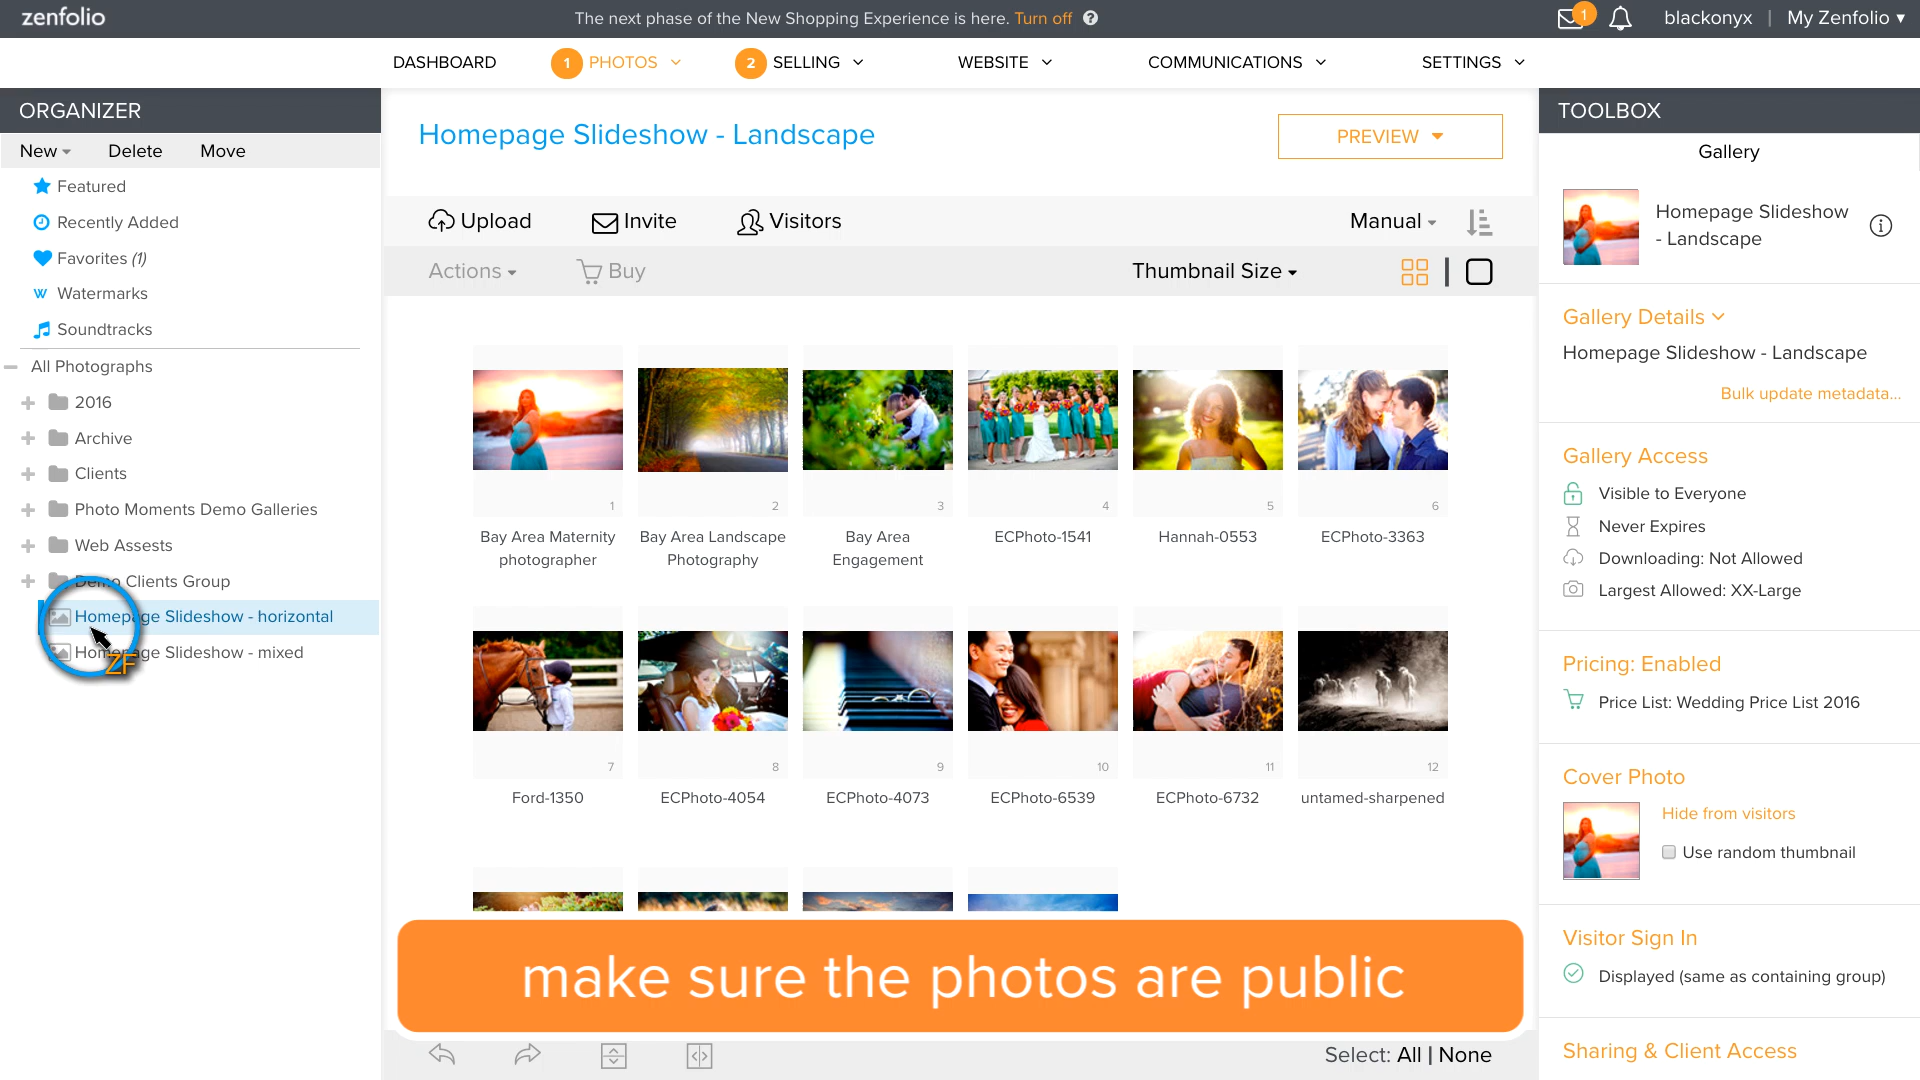 zenfolio
The next phase of the New Shopping Experience is here. Turn off ?
1
blackonyx | My Zenfolio ▾
DASHBOARD
1 PHOTOS
2 SELLING
WEBSITE
COMMUNICATIONS
SETTINGS
ORGANIZER
New
Delete
Move
Featured
Recently Added
Favorites (1)
W Watermarks
Soundtracks
All Photographs
2016
Archive
Clients
Photo Moments Demo Galleries
Web Assests
Demo Clients Group
Homepage Slideshow - horizontal
Homepage Slideshow - mixed
ZF
Homepage Slideshow - Landscape
PREVIEW
Upload
Invite
Visitors
Manual
Actions
Buy
Thumbnail Size
1
2
3
4
5
6
Bay Area Maternity
photographer
Bay Area Landscape
Photography
Bay Area
Engagement
ECPhoto-1541
Hannah-0553
ECPhoto-3363
7
8
9
10
11
12
Ford-1350
ECPhoto-4054
ECPhoto-4073
ECPhoto-6539
ECPhoto-6732
untamed-sharpened
make sure the photos are public
Select: All | None
TOOLBOX
Gallery
Homepage Slideshow
- Landscape
Gallery Details
Homepage Slideshow - Landscape
Bulk update metadata...
Gallery Access
Visible to Everyone
Never Expires
Downloading: Not Allowed
Largest Allowed: XX-Large
Pricing: Enabled
Price List: Wedding Price List 2016
Cover Photo
Hide from visitors
Use random thumbnail
Visitor Sign In
Displayed (same as containing group)
Sharing & Client Access